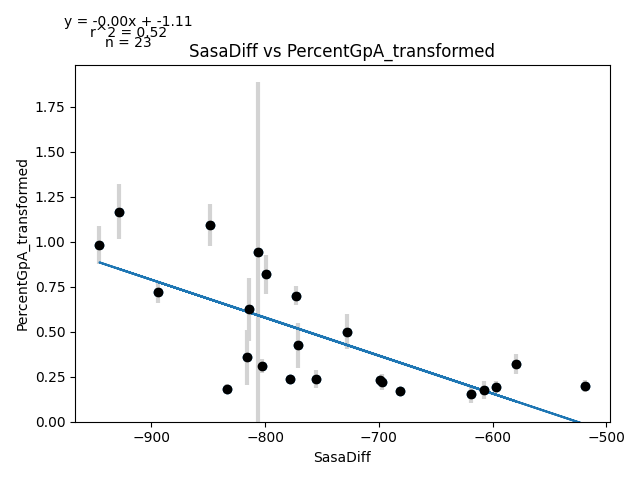 y = -0.00x + -1.11
r^2 = 0.52
n = 23
SasaDiff vs PercentGpA_transformed
PercentGpA_transformed
1.75
1.50
1.25
1.00
0.75
0.50
0.25
0.00
−900
−800
−700
−600
−500
SasaDiff